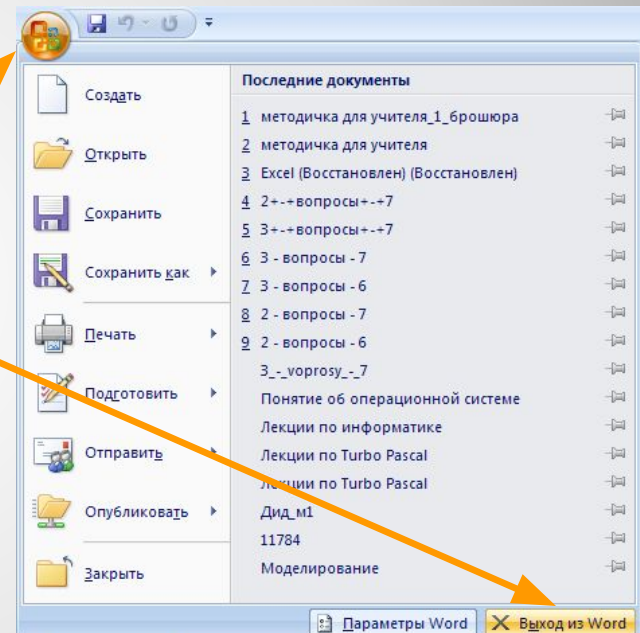 Создать
Открыть
Сохранить
Сохранить как
Печать
Подготовить
Отправить
Опубликовать
Закрыть
Последние документы
1 методичка для учителя_1_брошюра
2 методичка для учителя
3 Excel (Восстановлен) (Восстановлен)
4 2+-+вопросы+-+7
5 3+-+вопросы+-+7
6 3 - вопросы - 7
7 3 - вопросы - 6
8 2 - вопросы - 7
9 2 - вопросы - 6
3_-_voprosy_-_7
Понятие об операционной системе
Лекции по информатике
Лекции по Turbo Pascal
Лекции по Turbo Pascal
Дид_м1
11784
Моделирование
Параметры Word
Выход из Word